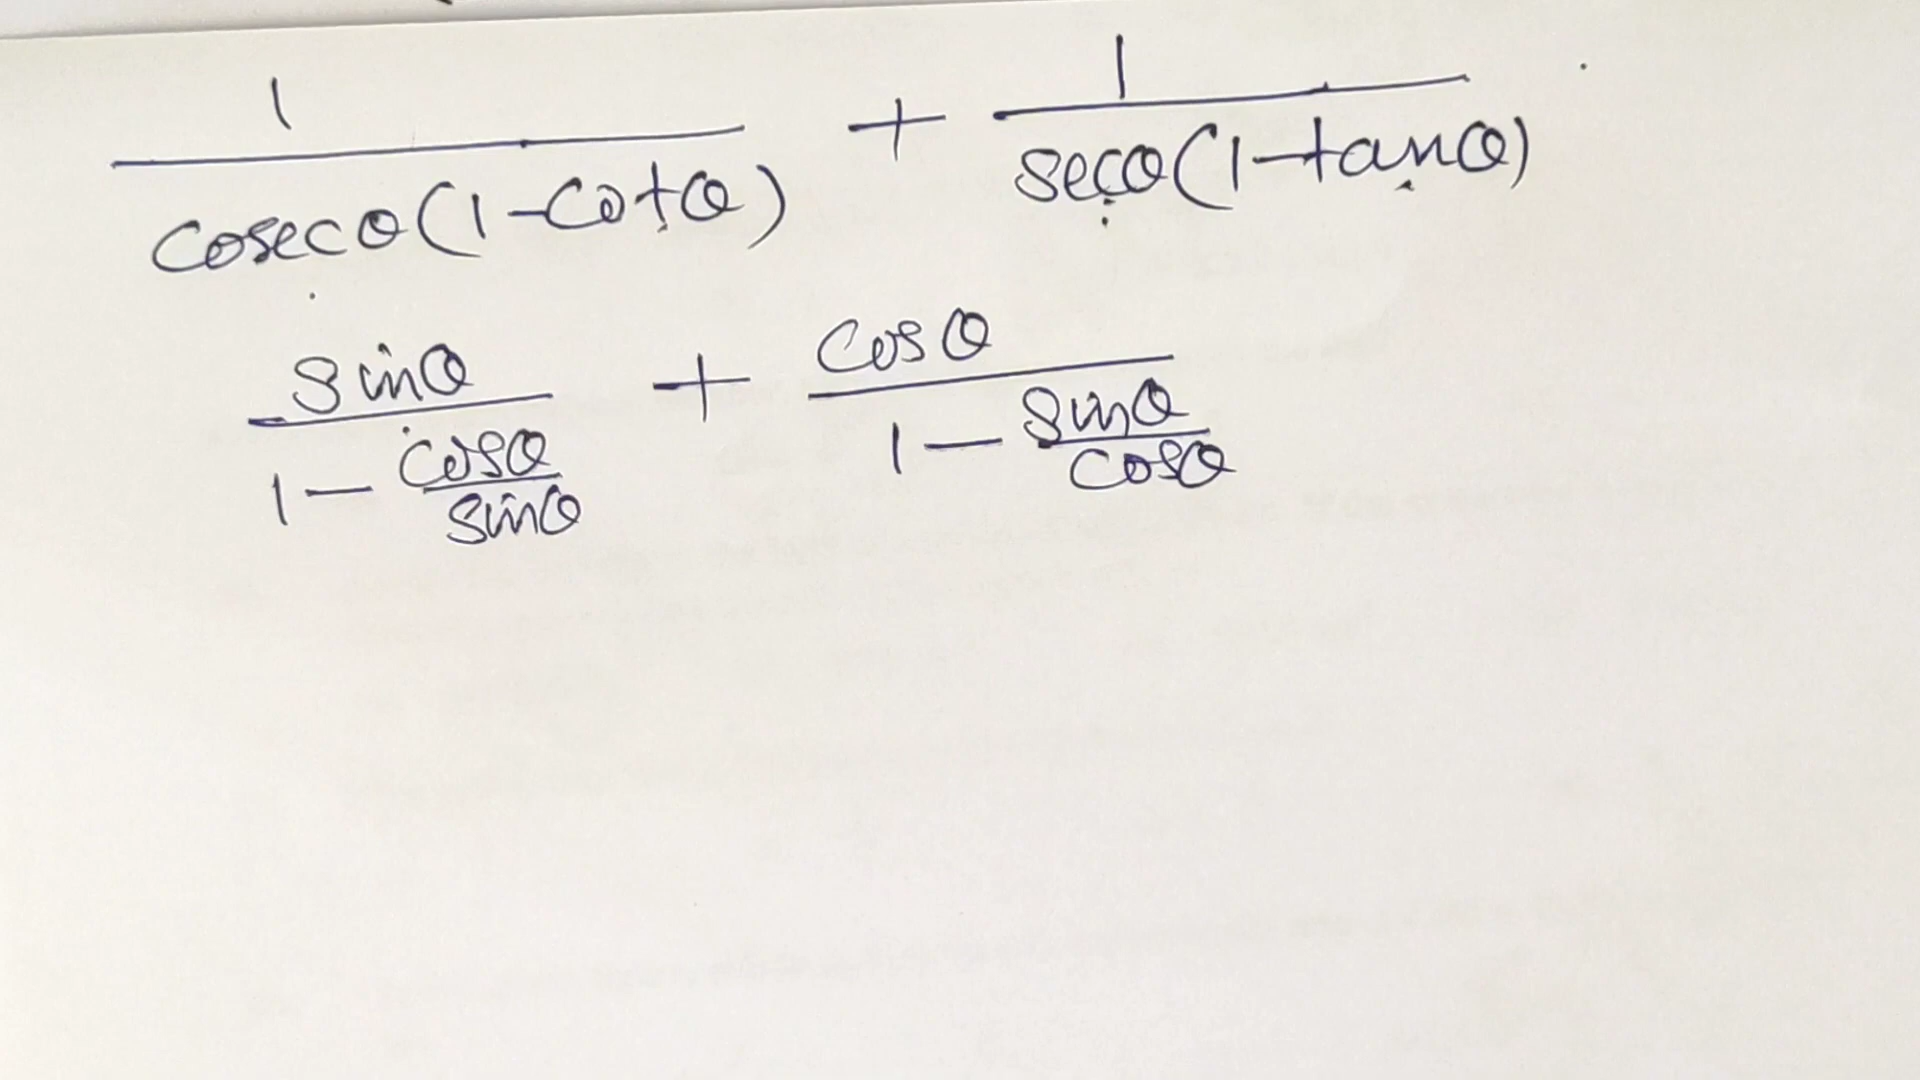 1/(cosecθ(1-cotθ)) + 1/(secθ(1-tanθ))
sinθ/(1-cosθ/sinθ) + cosθ/(1-sinθ/cosθ)